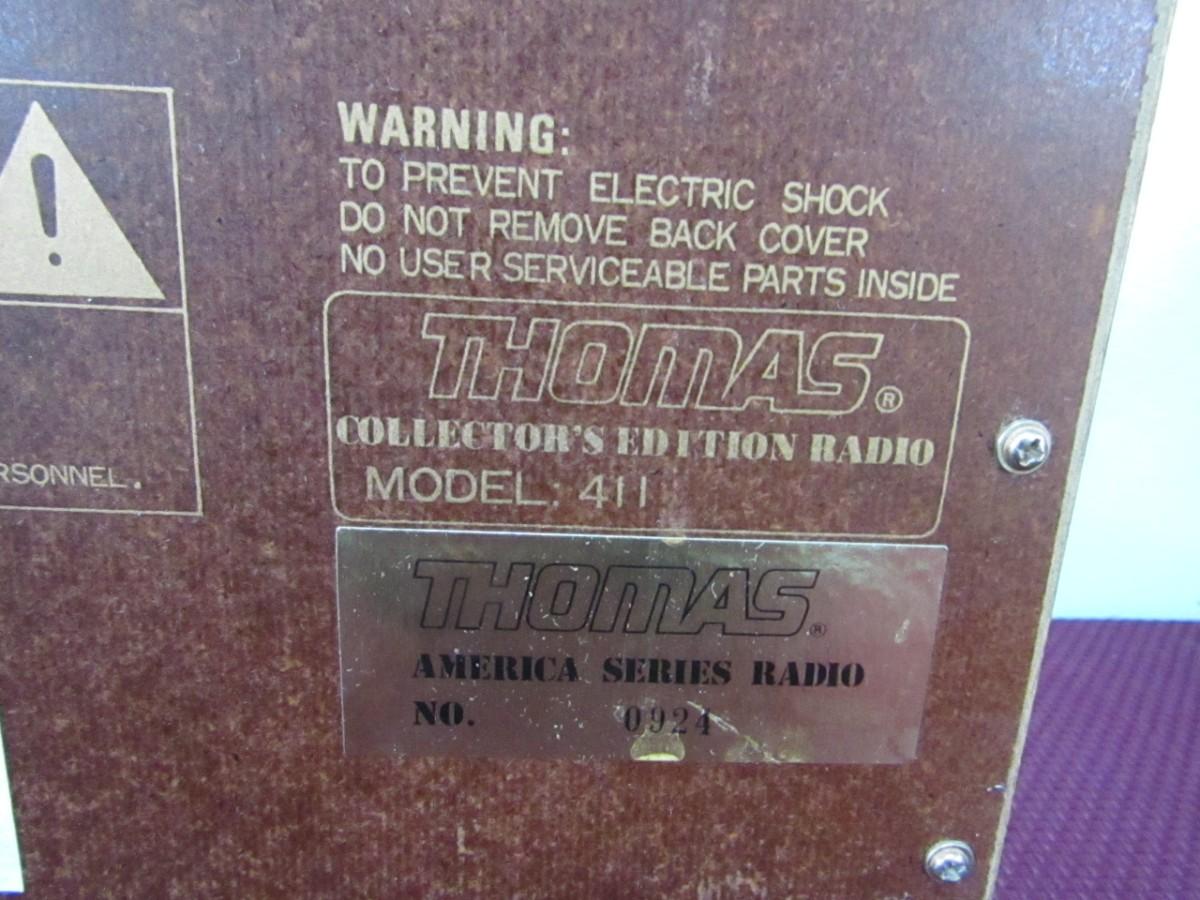 WARNING:
TO PREVENT ELECTRIC SHOCK
DO NOT REMOVE BACK COVER
NO USER SERVICEABLE PARTS INSIDE
THOMAS®
COLLECTOR'S EDITION RADIO
MODEL: 411
RSONNEL.
THOMAS®
AMERICA SERIES RADIO
NO. 0924